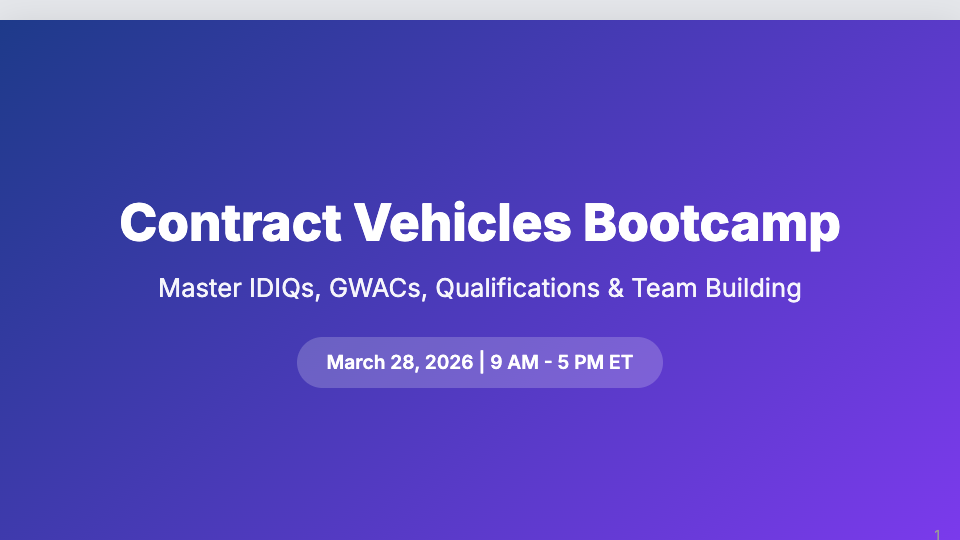 Contract Vehicles Bootcamp
Master IDIQs, GWACs, Qualifications & Team Building
March 28, 2026 | 9 AM - 5 PM ET
1